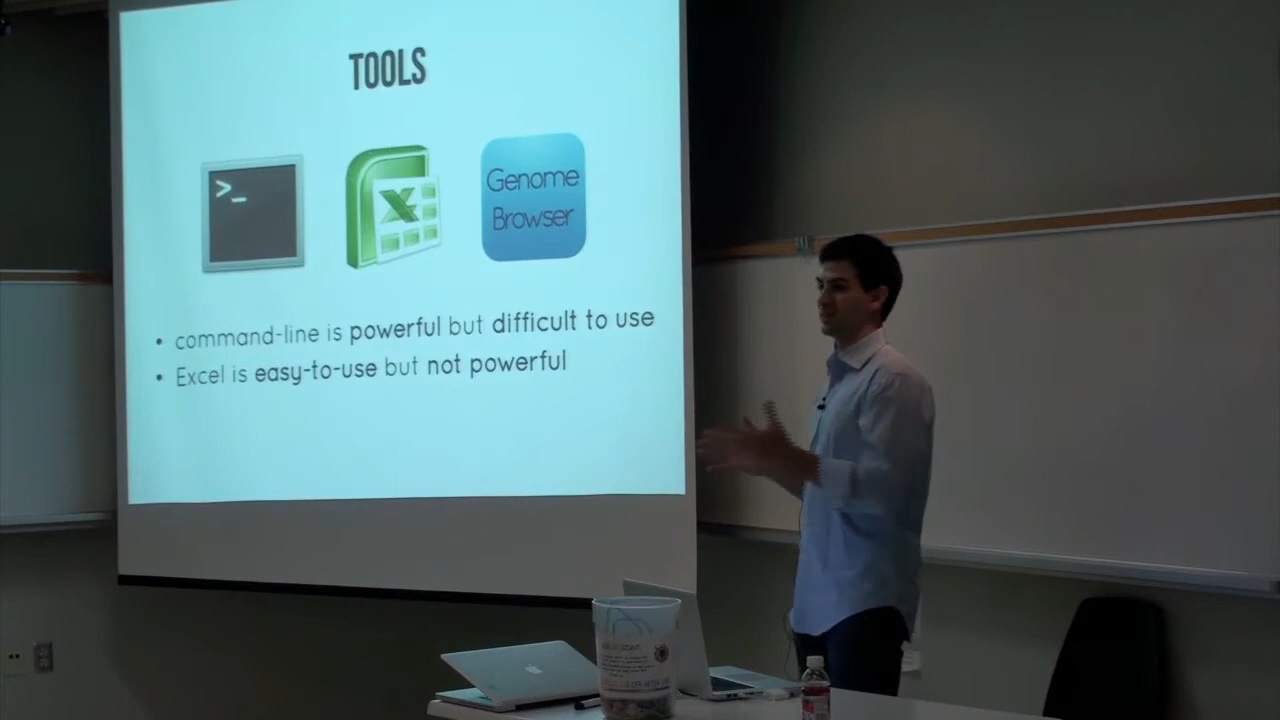 TOOLS
>_
X
Genome
Browser
• command-line is powerful but difficult to use
• Excel is easy-to-use but not powerful